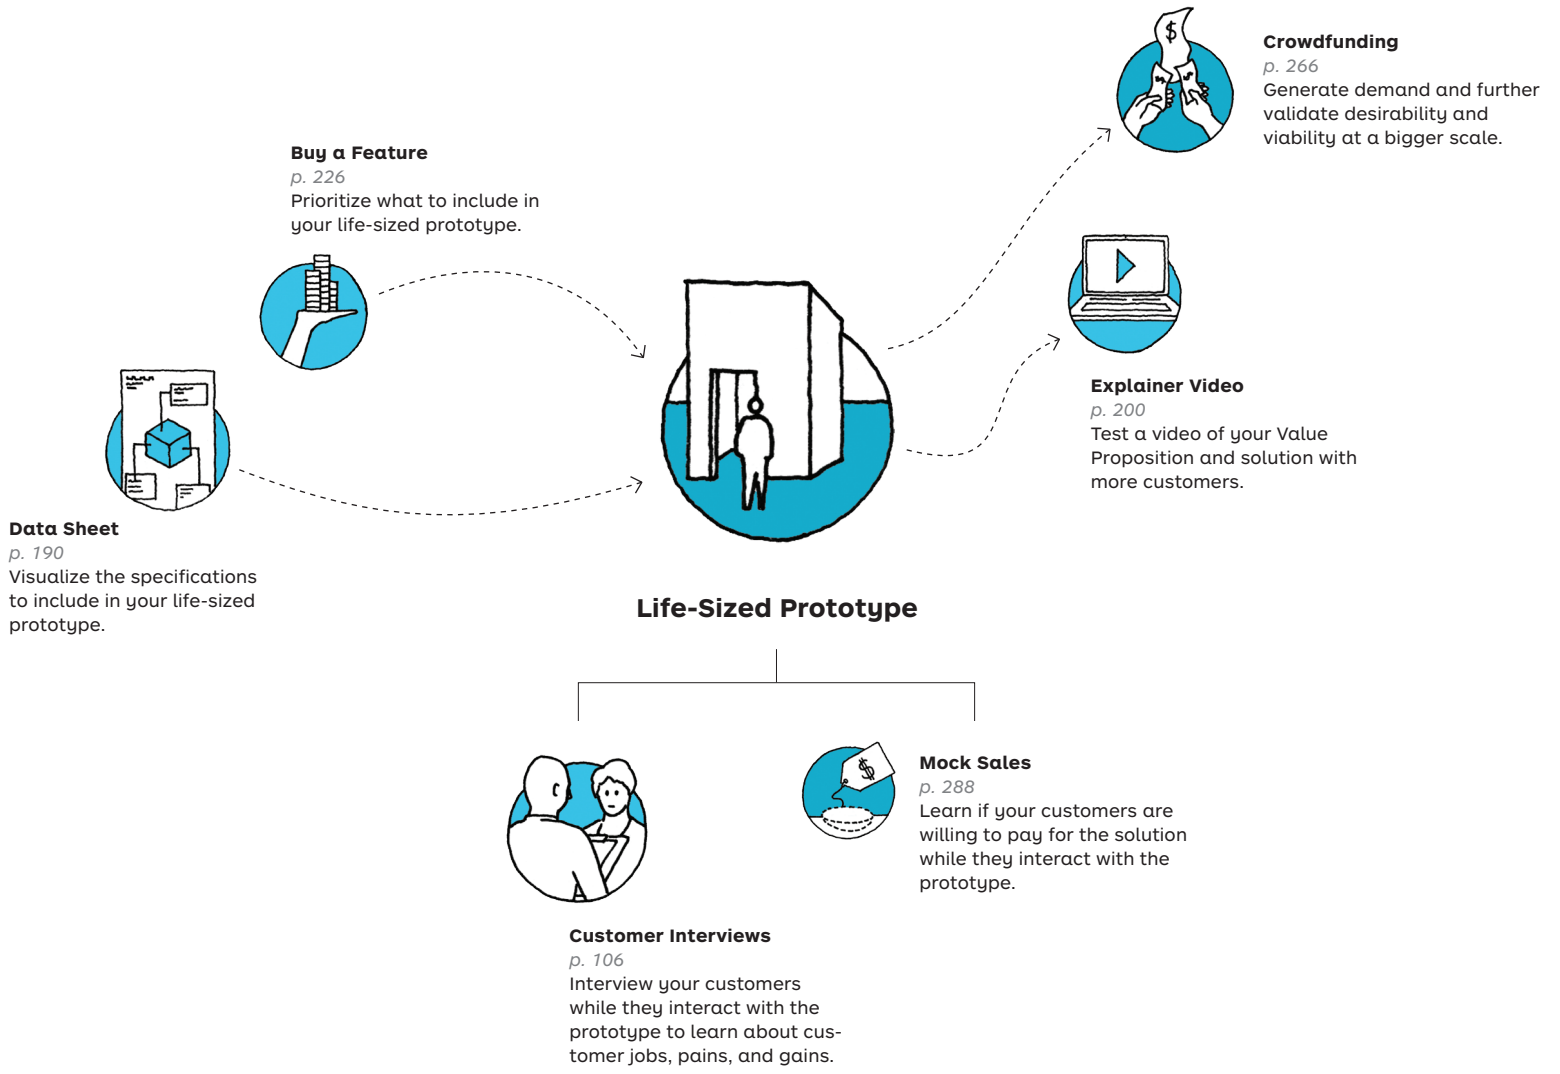 Crowdfunding
p. 266
Generate demand and further
validate desirability and
viability at a bigger scale.
$
Buy a Feature
p. 226
Prioritize what to include in
your life-sized prototype.
Explainer Video
p. 200
Test a video of your Value
Proposition and solution with
more customers.
Data Sheet
p. 190
Visualize the specifications
to include in your life-sized
prototype.
Life-Sized Prototype
$
Mock Sales
p. 288
Learn if your customers are
willing to pay for the solution
while they interact with the
prototype.
Customer Interviews
p. 106
Interview your customers
while they interact with the
prototype to learn about cus-
tomer jobs, pains, and gains.